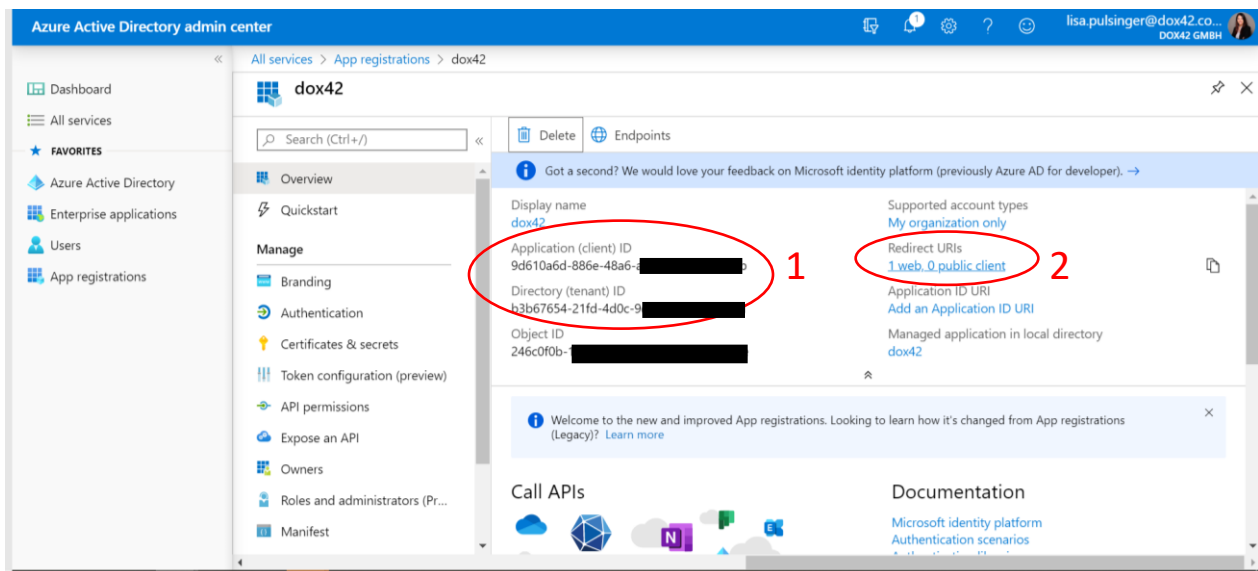 Azure Active Directory admin center
1
lisa.pulsinger@dox42.co...
DOX42 GMBH
All services > App registrations > dox42
Dashboard
All services
FAVORITES
Azure Active Directory
Enterprise applications
Users
App registrations
dox42
Search (Ctrl+/)
Overview
Quickstart
Manage
Branding
Authentication
Certificates & secrets
Token configuration (preview)
API permissions
Expose an API
Owners
Roles and administrators (Pr...
Manifest
Delete
Endpoints
Got a second? We would love your feedback on Microsoft identity platform (previously Azure AD for developer). →
Display name
dox42
Application (client) ID
9d610a6d-886e-48a6-
Directory (tenant) ID
b3b67654-21fd-4d0c-9
Object ID
246c0f0b-
1
Supported account types
My organization only
Redirect URIs
1 web, 0 public client
2
Application ID URI
Add an Application ID URI
Managed application in local directory
dox42
Welcome to the new and improved App registrations. Looking to learn how it's changed from App registrations
(Legacy)? Learn more
Call APIs
N
Documentation
Microsoft identity platform
Authentication scenarios